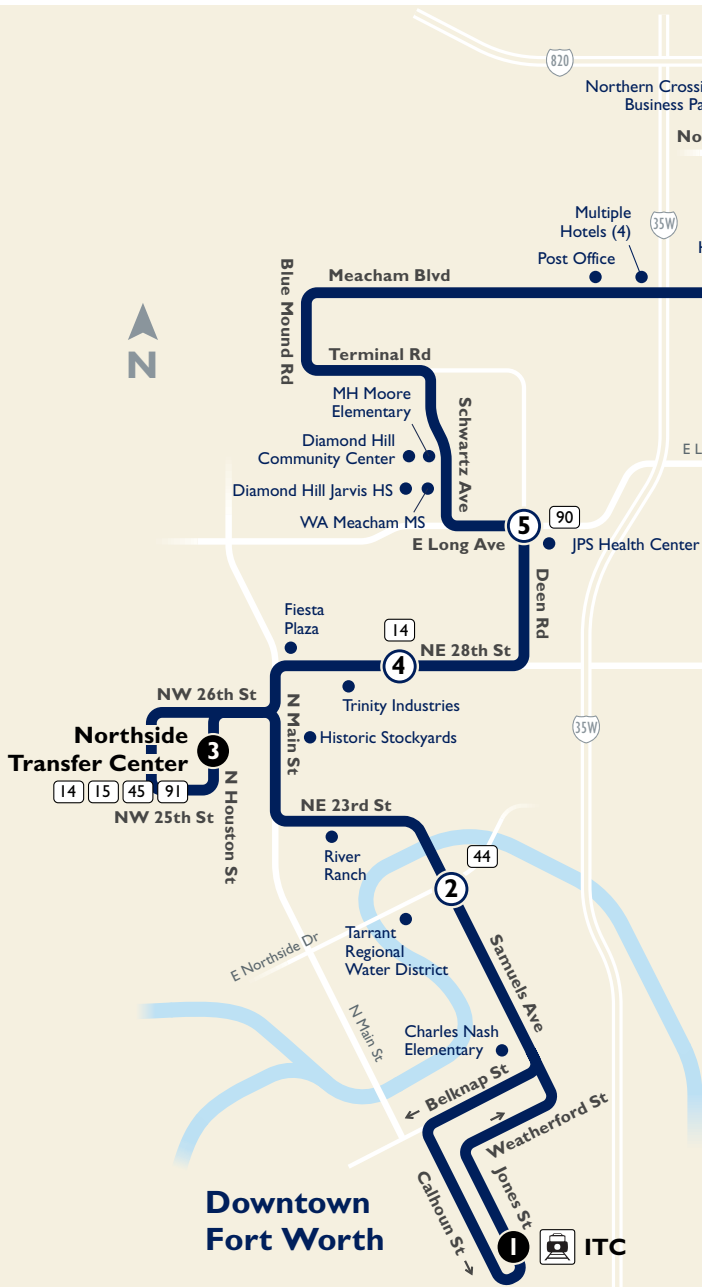 820
Northern Crossi
Business Pa
No
Multiple
Hotels (4)
35W
Post Office
H
Meacham Blvd
Blue Mound Rd
N
Terminal Rd
MH Moore
Elementary
Schwartz Ave
Diamond Hill
Community Center
E L
Diamond Hill Jarvis HS
WA Meacham MS
5
90
E Long Ave
JPS Health Center
Deen Rd
Fiesta
Plaza
14
4
NE 28th St
NW 26th St
N Main St
Trinity Industries
Northside
Transfer Center
3
Historic Stockyards
35W
14
15
45
91
N Houston St
NW 25th St
NE 23rd St
River
Ranch
44
2
Tarrant
Regional
Water District
E Northside Dr
Samuels Ave
N Main St
Charles Nash
Elementary
Belknap St
Weatherford St
Calhoun St
Jones St
Downtown
Fort Worth
1
ITC